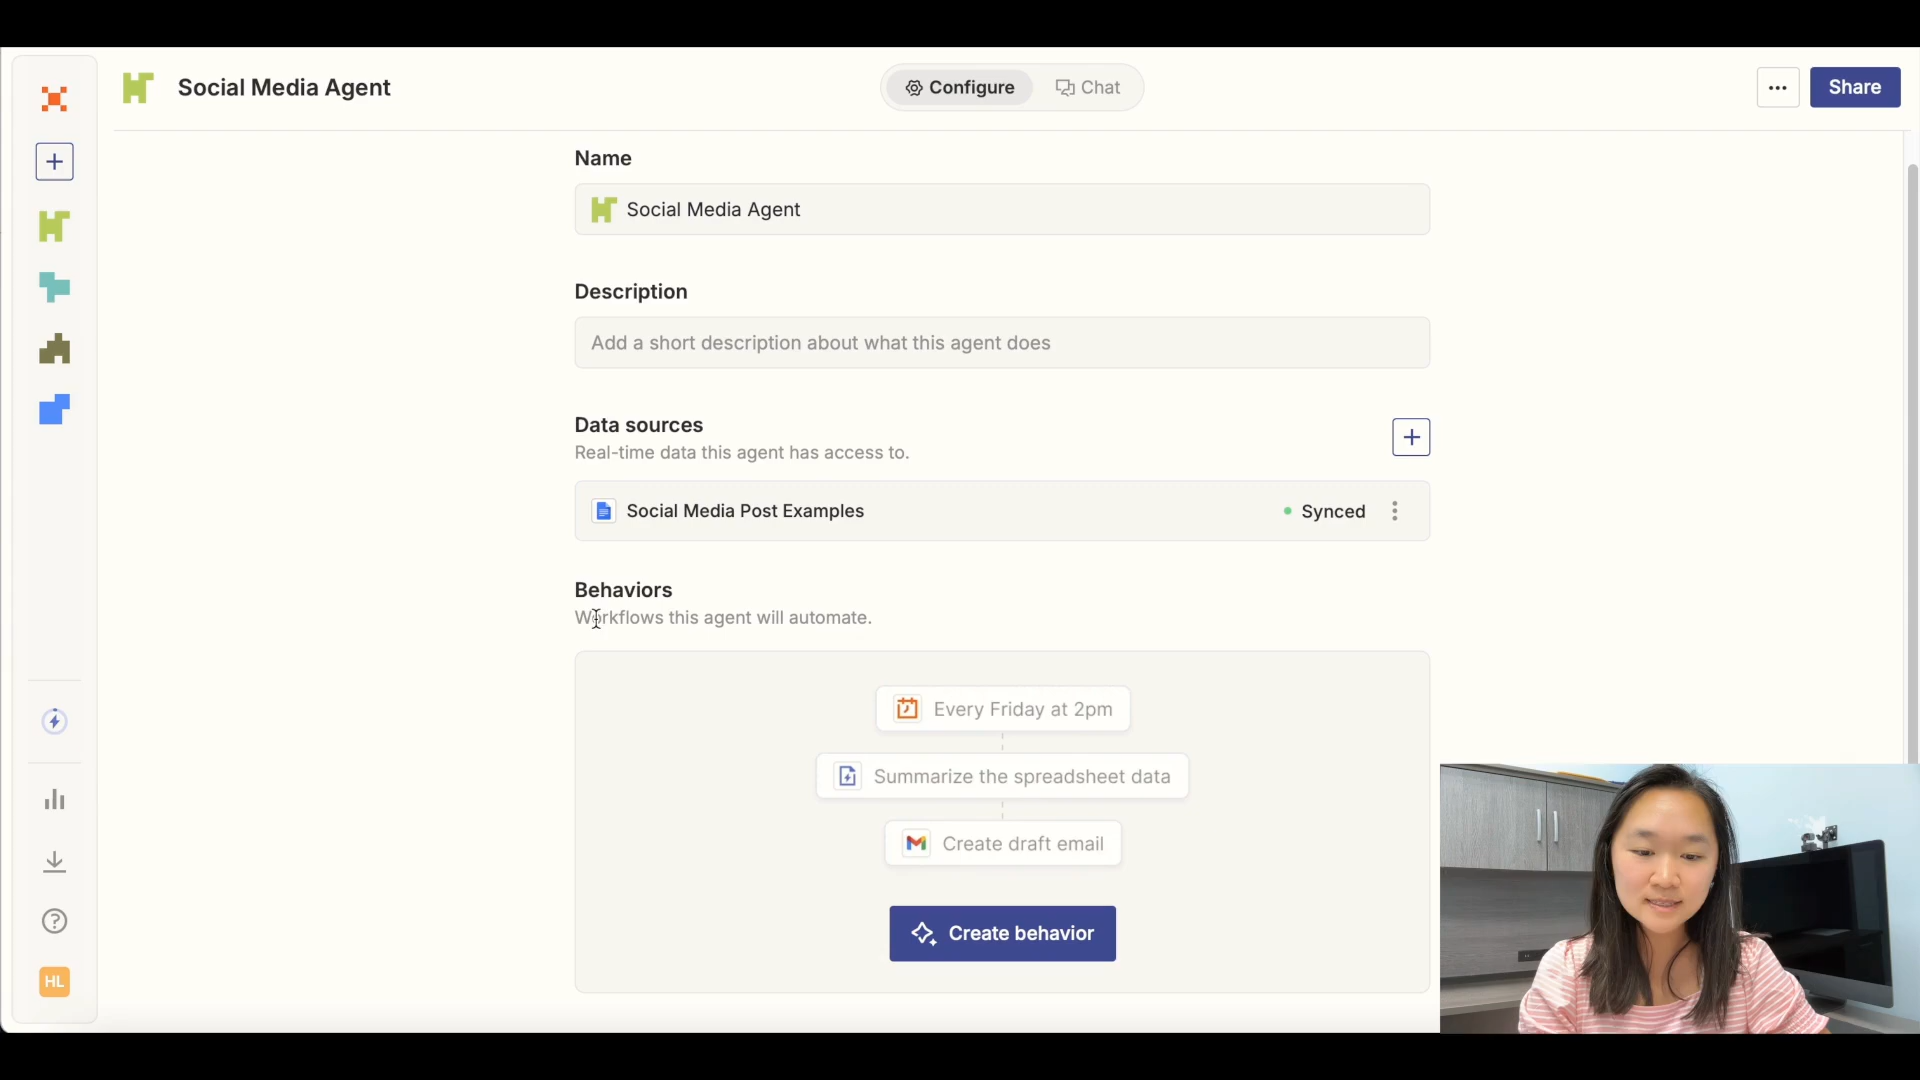 Social Media Agent
Configure
Chat
...
Share
Name
Social Media Agent
Description
Add a short description about what this agent does
Data sources
Real-time data this agent has access to.
Social Media Post Examples
Synced
Behaviors
Workflows this agent will automate.
Every Friday at 2pm
Summarize the spreadsheet data
Create draft email
Create behavior
HL